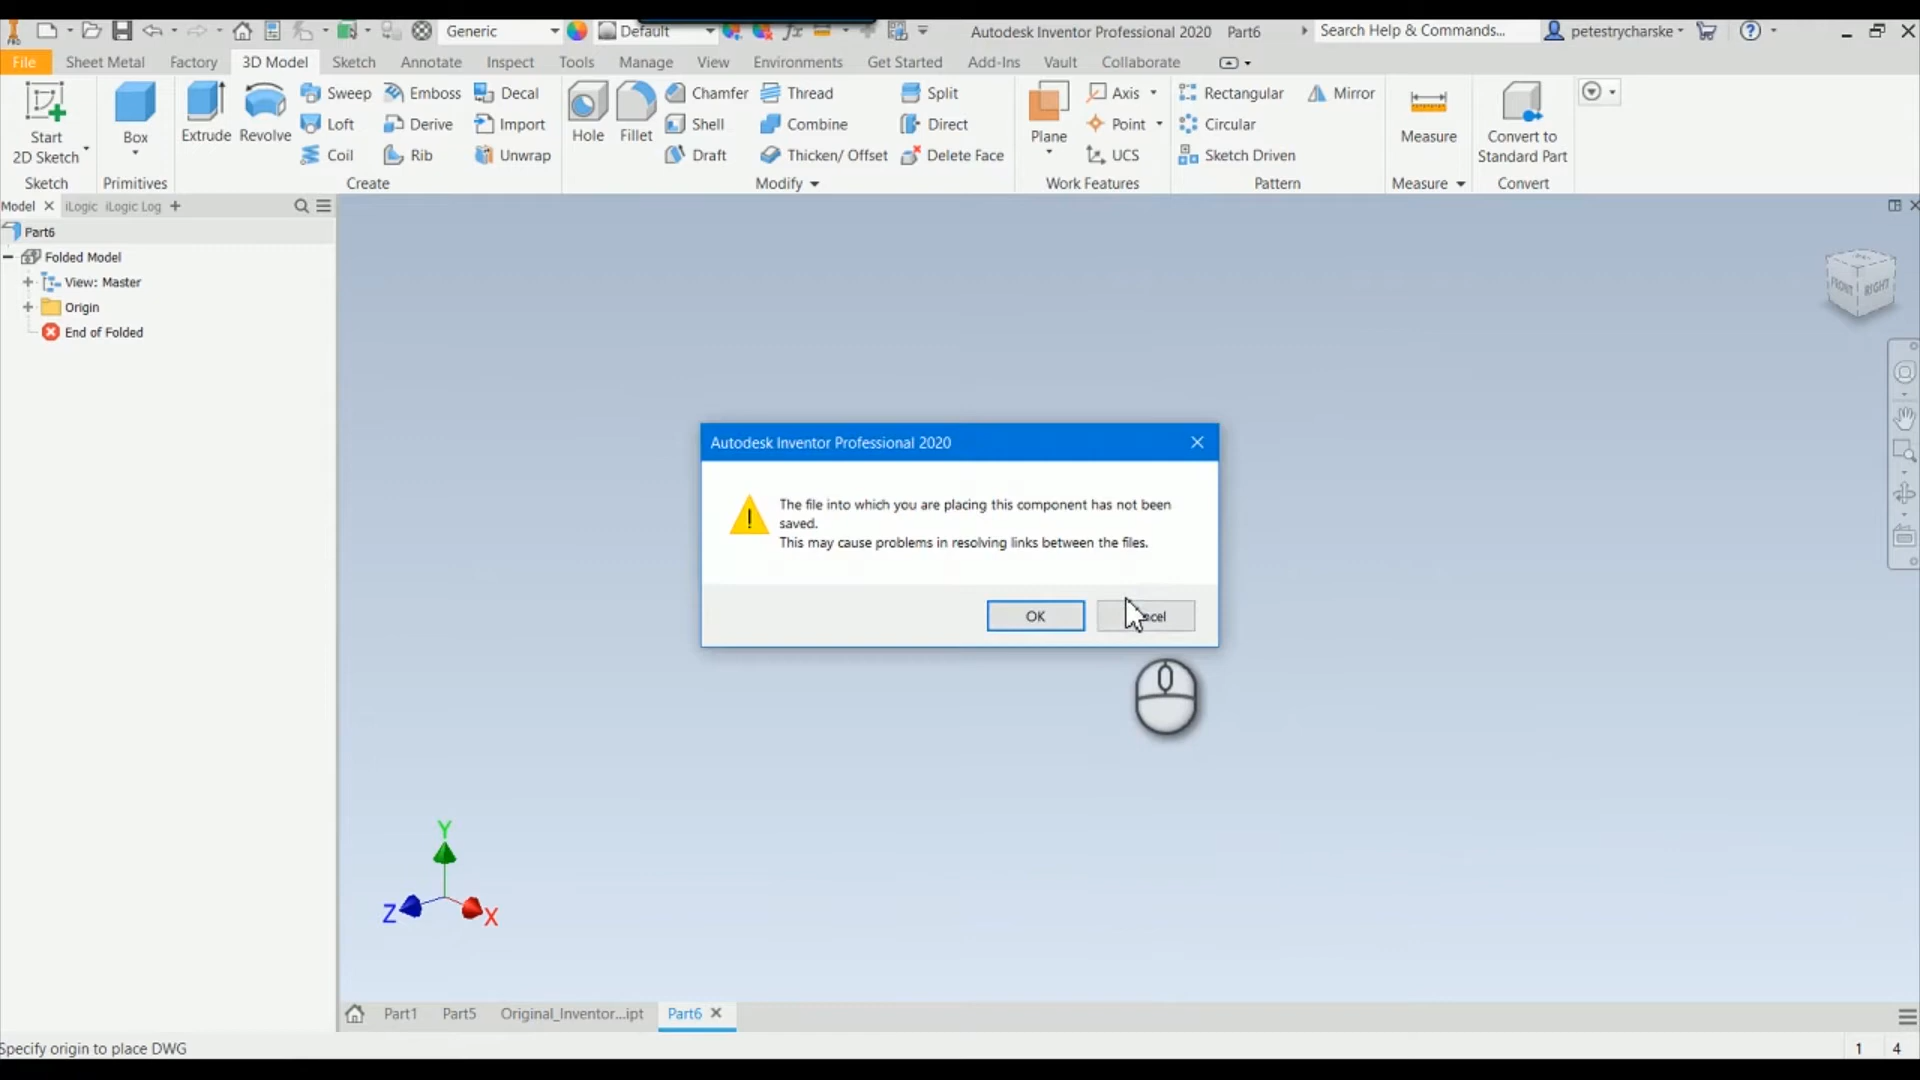 Generic
Default
Autodesk Inventor Professional 2020 Part6
Search Help & Commands...
petestrycharske
File Sheet Metal Factory 3D Model Sketch Annotate Inspect Tools Manage View Environments Get Started Add-Ins Vault Collaborate
Start
2D Sketch
Sketch
Box
Primitives
Extrude
Revolve
Sweep
Loft
Coil
Emboss
Derive
Rib
Decal
Import
Unwrap
Create
Hole
Fillet
Chamfer
Shell
Draft
Thread
Combine
Thicken/ Offset
Split
Direct
Delete Face
Modify
Plane
Axis
Point
UCS
Work Features
Rectangular
Circular
Sketch Driven
Mirror
Pattern
Measure
Measure
Convert to
Standard Part
Convert
Model iLogic iLogic Log
Part6
Folded Model
View: Master
Origin
End of Folded
FRONT RIGHT
Autodesk Inventor Professional 2020
The file into which you are placing this component has not been
saved.
This may cause problems in resolving links between the files.
OK
Y
Z X
Part1 Part5 Original_Inventor...ipt Part6
Specify origin to place DWG
1 4